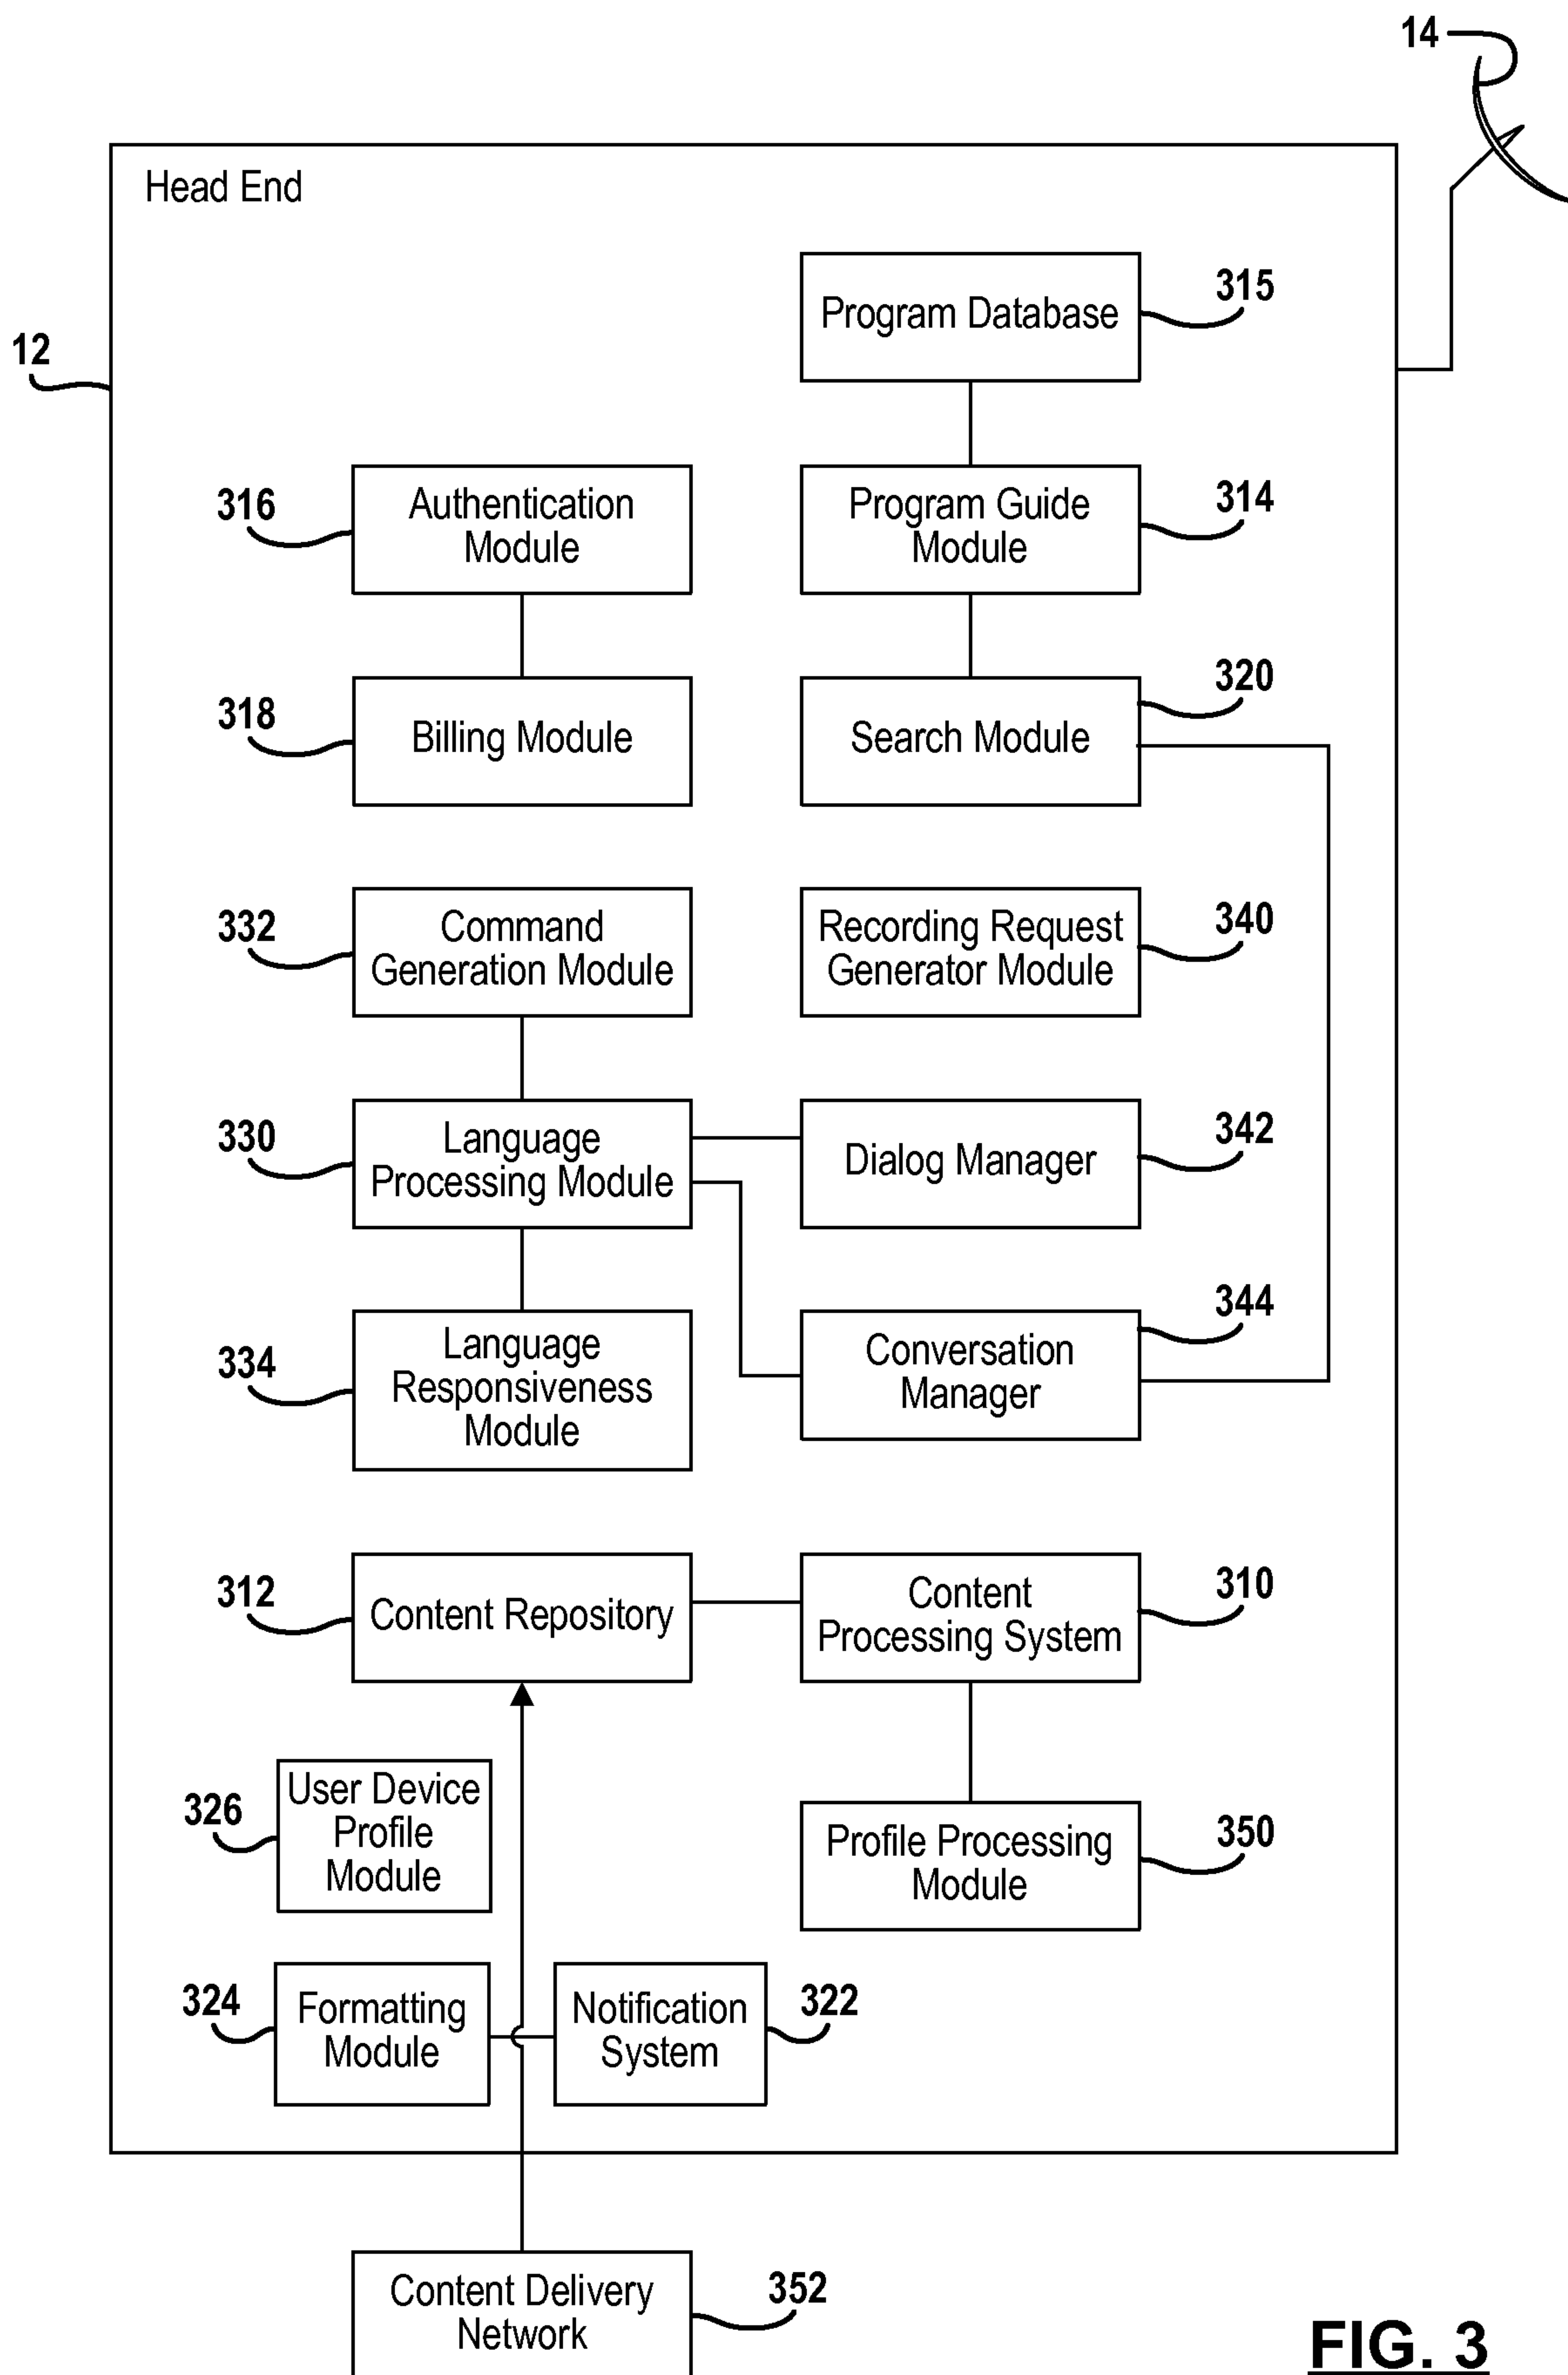 14
Head End
Program Database
315
12
316
Authentication
Module
Program Guide
Module
314
318
Billing Module
Search Module
320
332
Command
Generation Module
Recording Request
Generator Module
340
330
Language
Processing Module
Dialog Manager
342
334
Language
Responsiveness
Module
Conversation
Manager
344
312
Content Repository
Content
Processing System
310
326
User Device
Profile
Module
Profile Processing
Module
350
324
Formatting
Module
Notification
System
322
Content Delivery
Network
352
FIG. 3